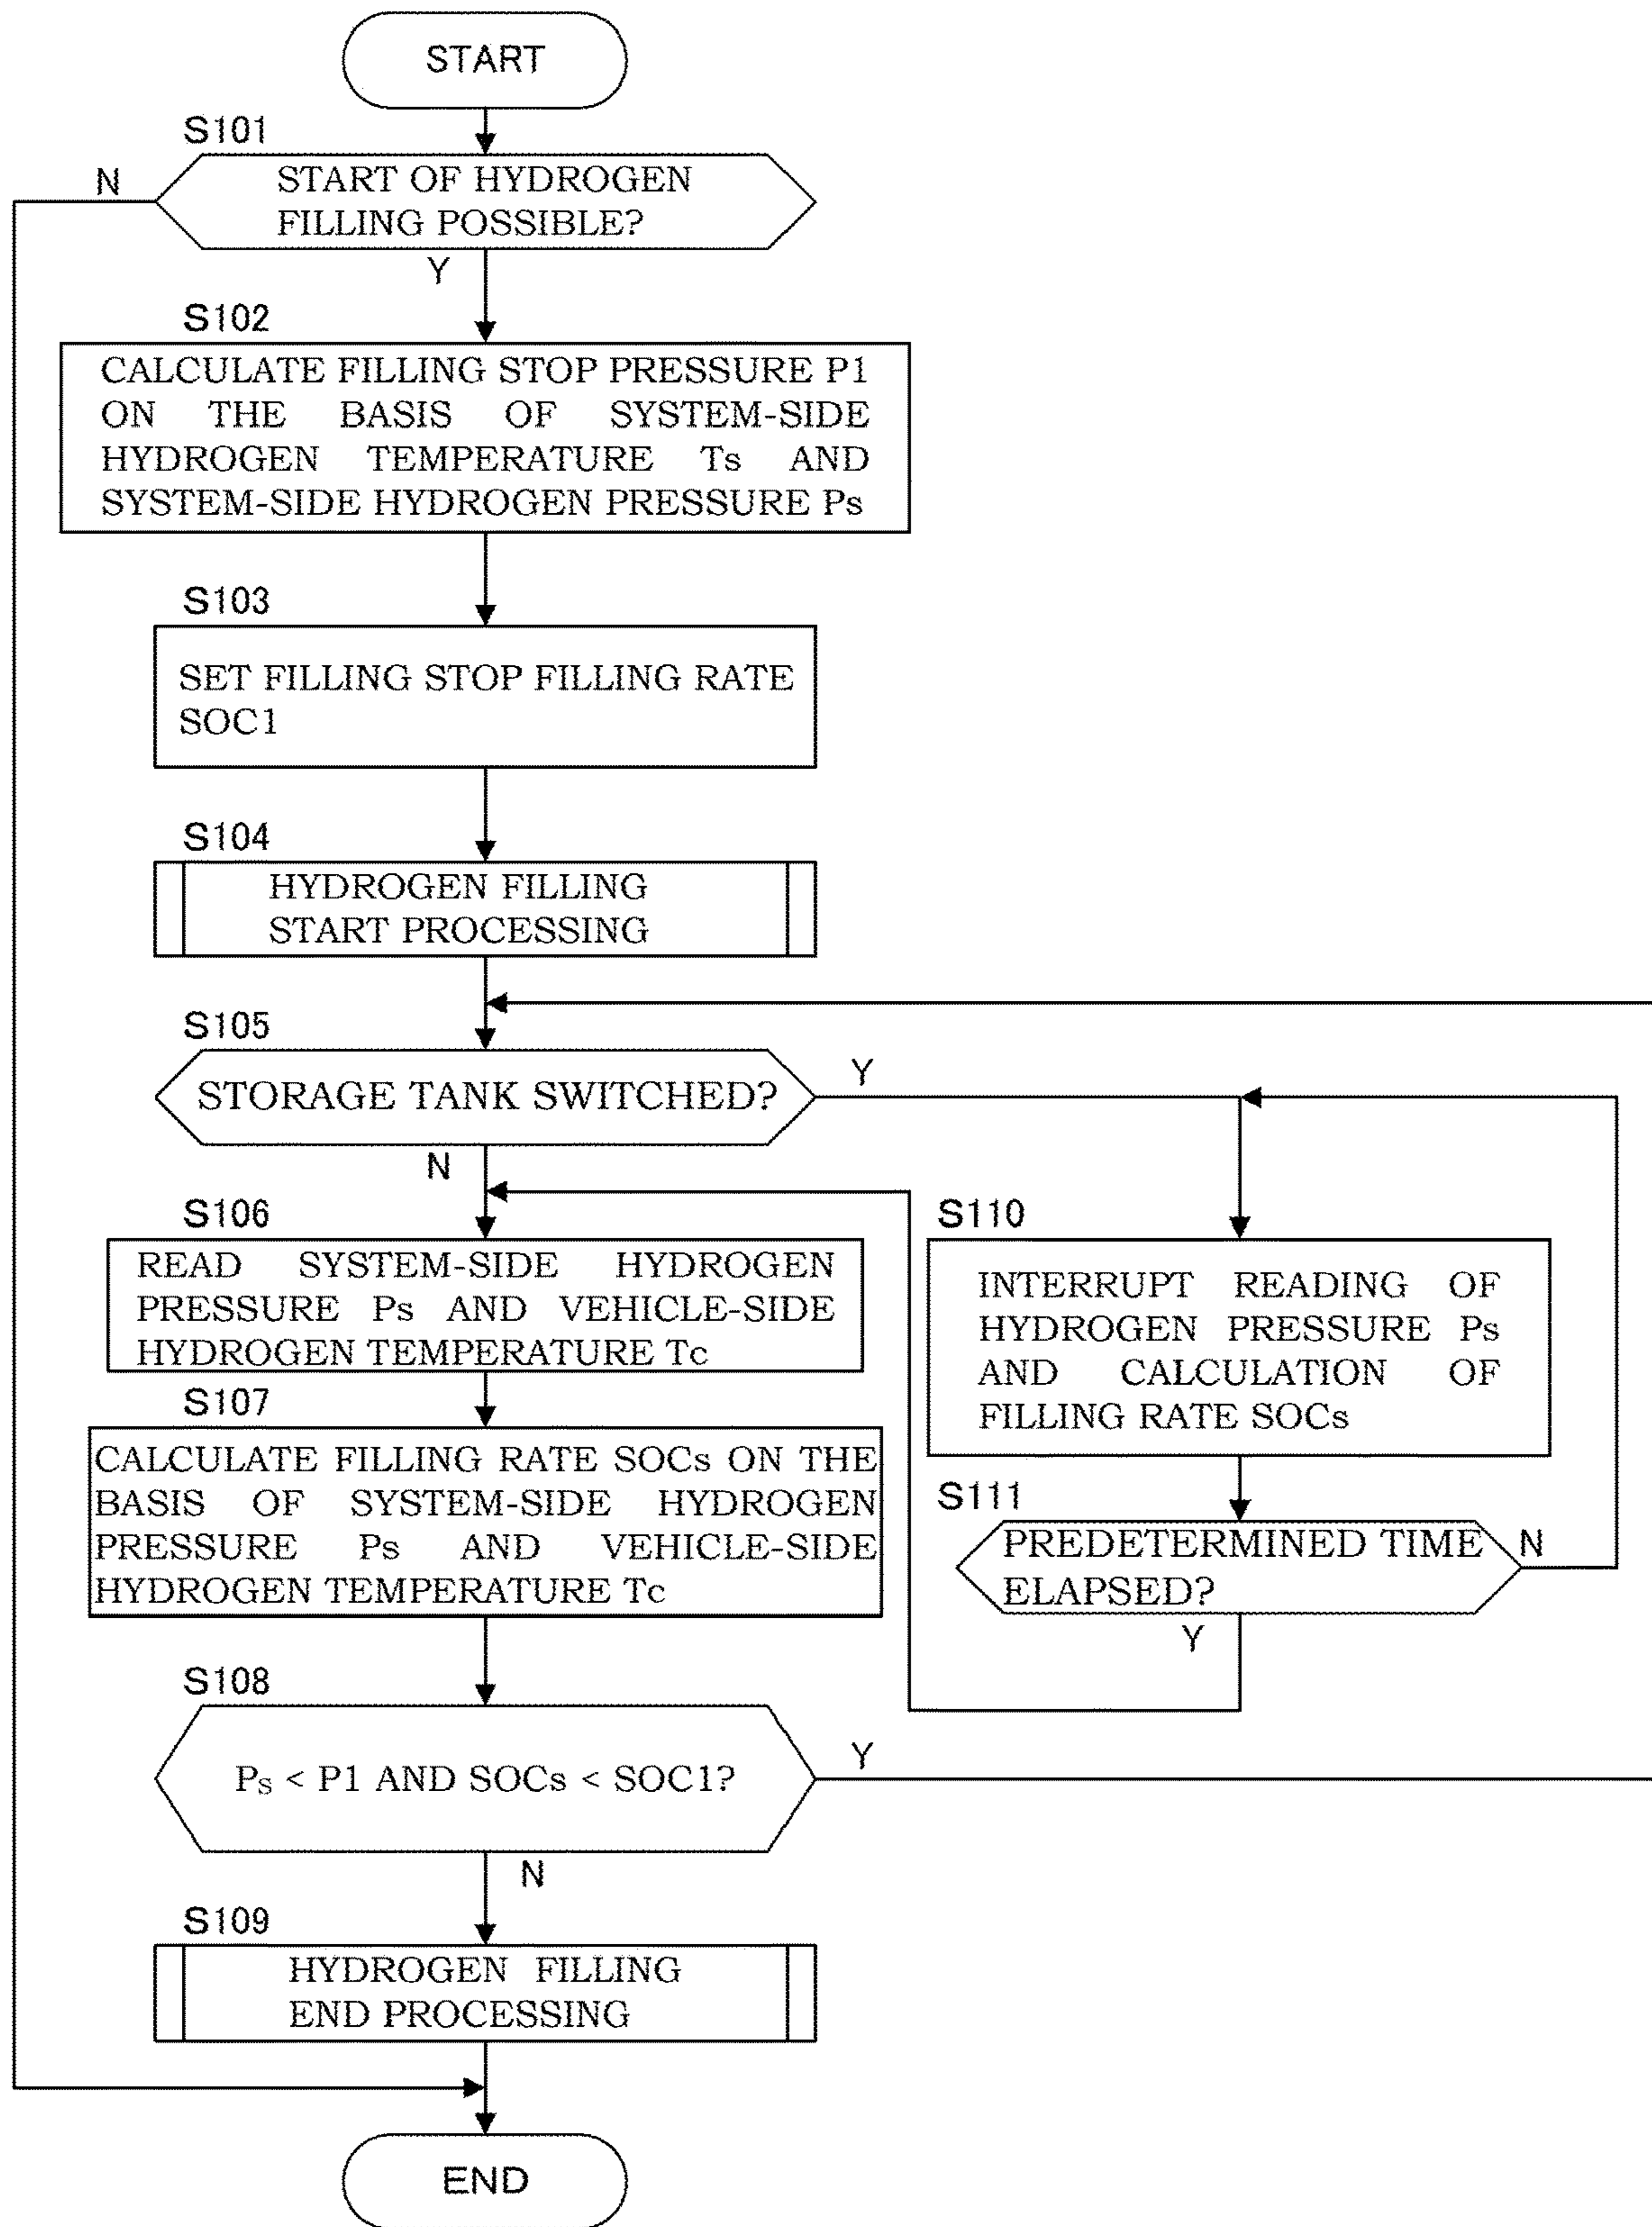 START
S101
N
START OF HYDROGEN
FILLING POSSIBLE?
Y
S102
CALCULATE FILLING STOP PRESSURE P1
ON THE BASIS OF SYSTEM-SIDE
HYDROGEN TEMPERATURE Ts AND
SYSTEM-SIDE HYDROGEN PRESSURE Ps
S103
SET FILLING STOP FILLING RATE
SOC1
S104
HYDROGEN FILLING
START PROCESSING
S105
STORAGE TANK SWITCHED?
Y
N
S106
READ SYSTEM-SIDE HYDROGEN
PRESSURE Ps AND VEHICLE-SIDE
HYDROGEN TEMPERATURE Tc
S107
CALCULATE FILLING RATE SOCs ON THE
BASIS OF SYSTEM-SIDE HYDROGEN
PRESSURE Ps AND VEHICLE-SIDE
HYDROGEN TEMPERATURE Tc
S110
INTERRUPT READING OF
HYDROGEN PRESSURE Ps
AND CALCULATION OF
FILLING RATE SOCs
S111
PREDETERMINED TIME
ELAPSED?
N
Y
S108
Ps < P1 AND SOCs < SOC1?
Y
N
S109
HYDROGEN FILLING
END PROCESSING
END